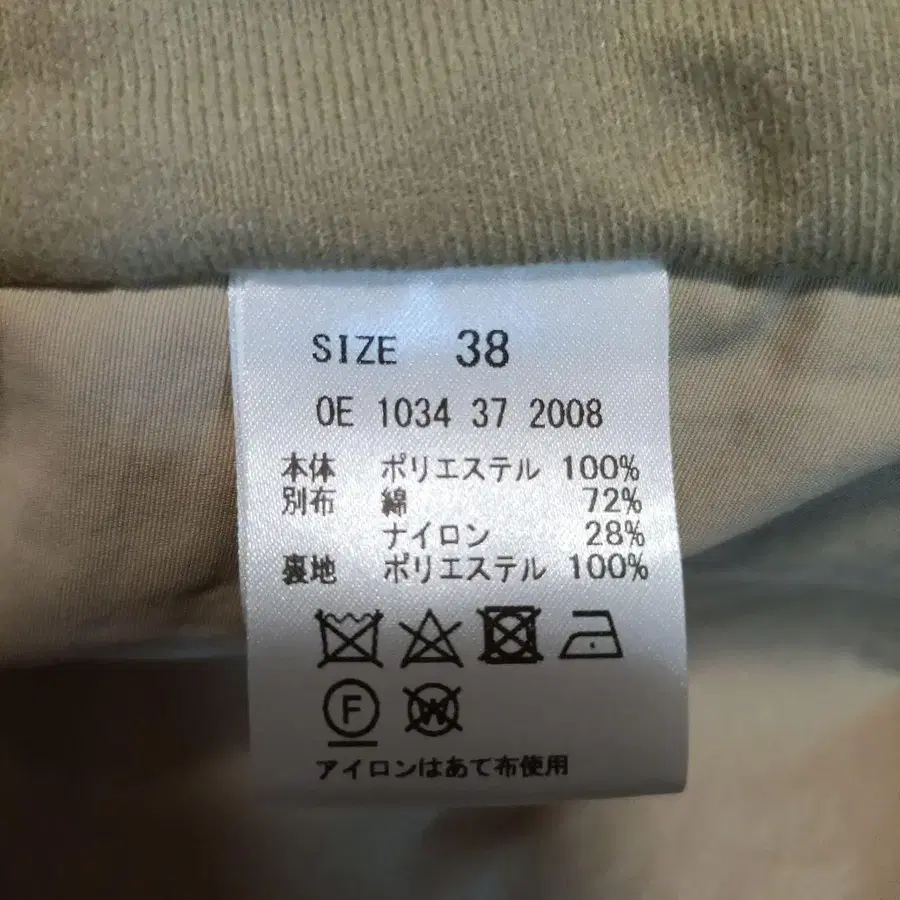 SIZE 38
OE 1034 37 2008
本体 ポリエステル 100%
別布 綿 72%
ナイロン 28%
裏地 ポリエステル 100%
F W
アイロンはあて布使用